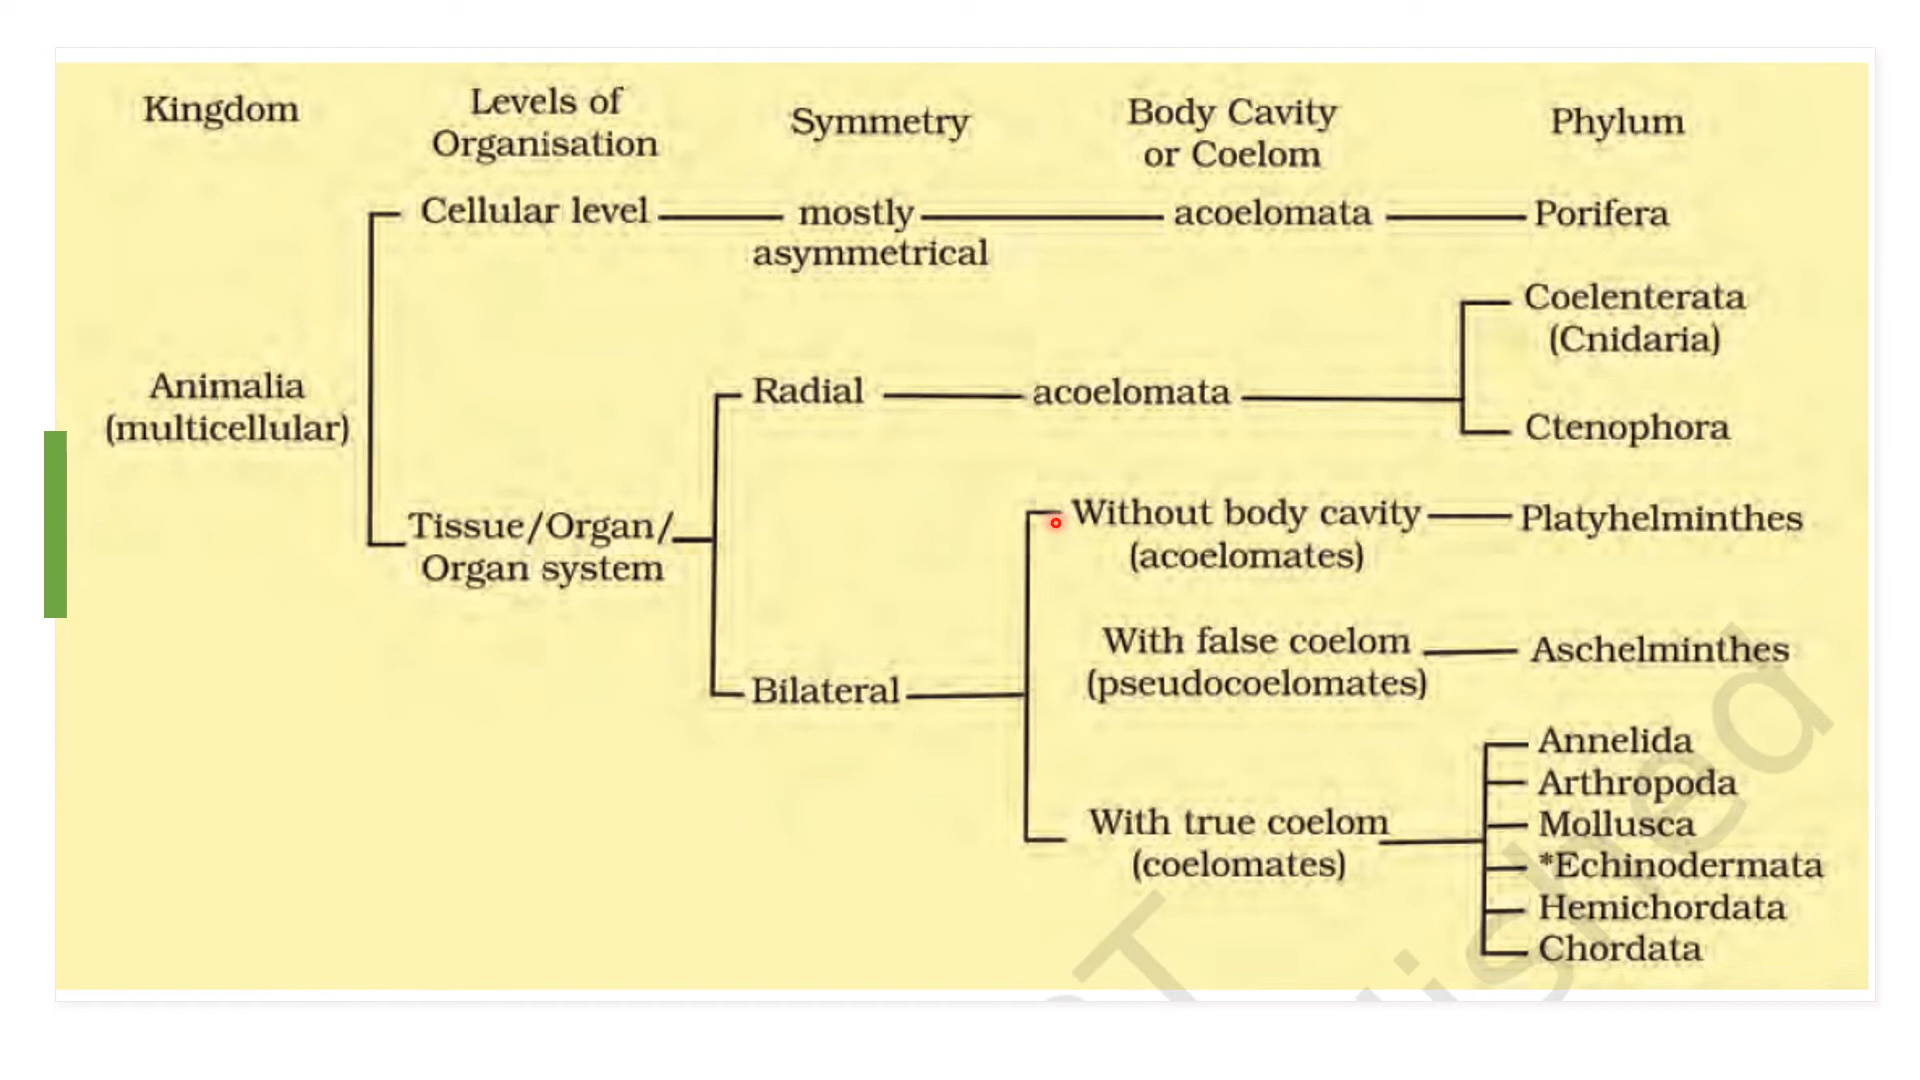 Kingdom
Levels of
Organisation
Symmetry
Body Cavity
or Coelom
Phylum
Cellular level
mostly
asymmetrical
acoelomata
Porifera
Animalia
(multicellular)
Radial
acoelomata
Coelenterata
(Cnidaria)
Ctenophora
Tissue/Organ/
Organ system
Bilateral
Without body cavity
(acoelomates)
Platyhelminthes
With false coelom
(pseudocoelomates)
Aschelminthes
With true coelom
(coelomates)
Annelida
Arthropoda
Mollusca
*Echinodermata
Hemichordata
Chordata